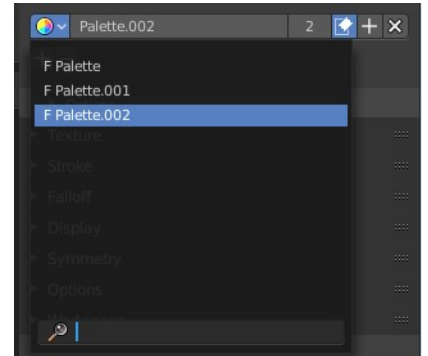 Palette.002 2
F Palette
F Palette.001
F Palette.002
Texture
Stroke
Falloff
Display
Symmetry
Options